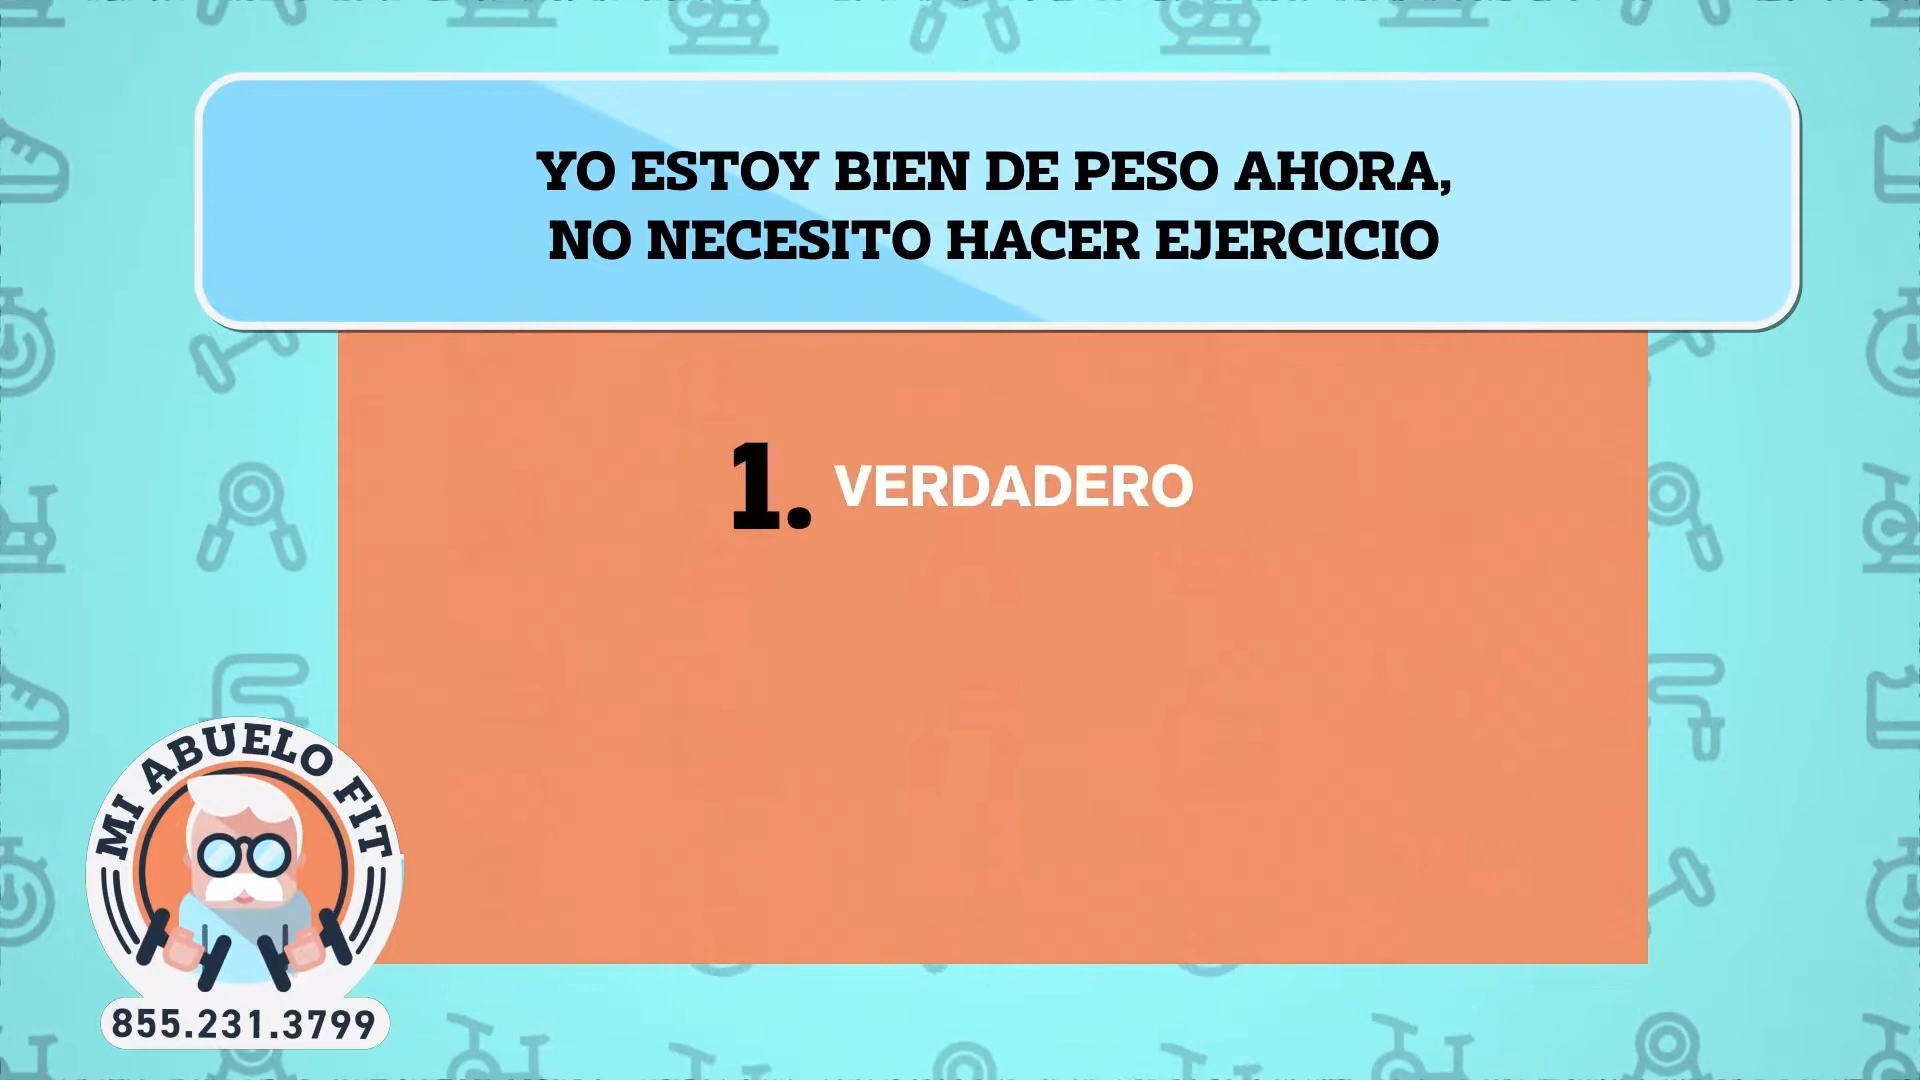 YO ESTOY BIEN DE PESO AHORA,
NO NECESITO HACER EJERCICIO
1. VERDADERO
MI ABUELO FIT
855.231.3799